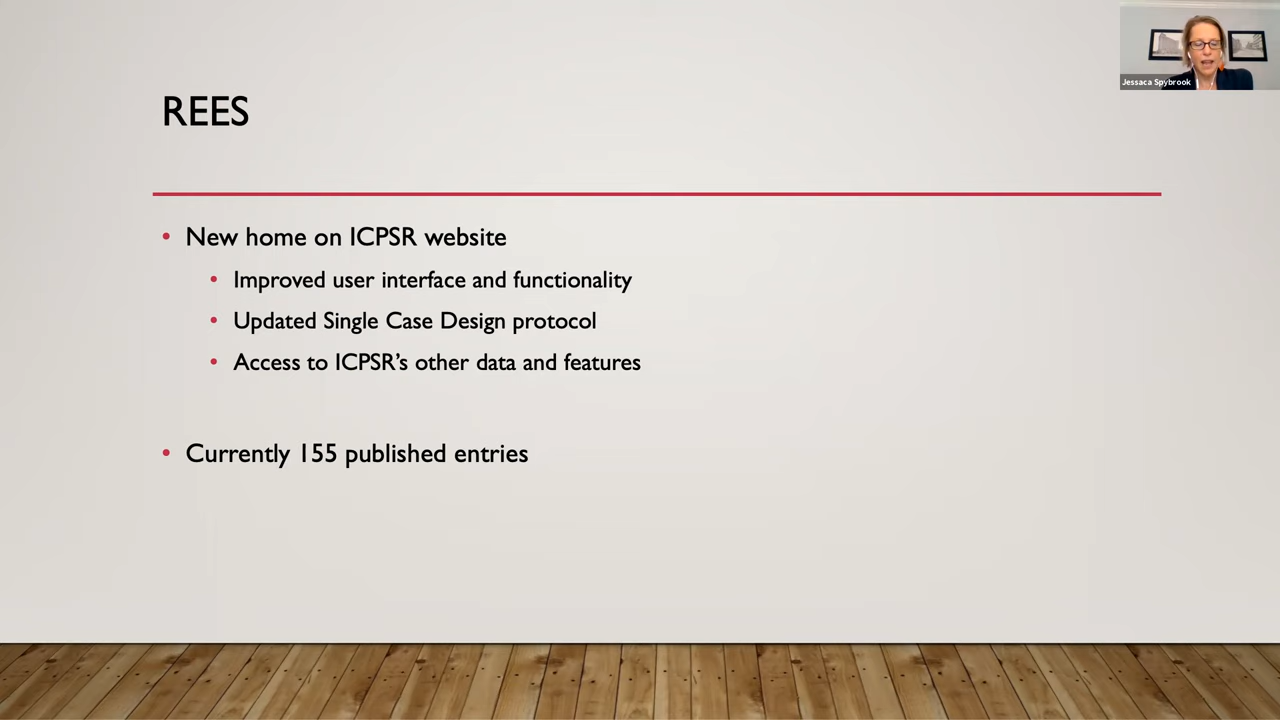 Jessaca Spybrook
REES
• New home on ICPSR website
• Improved user interface and functionality
• Updated Single Case Design protocol
• Access to ICPSR’s other data and features
• Currently 155 published entries